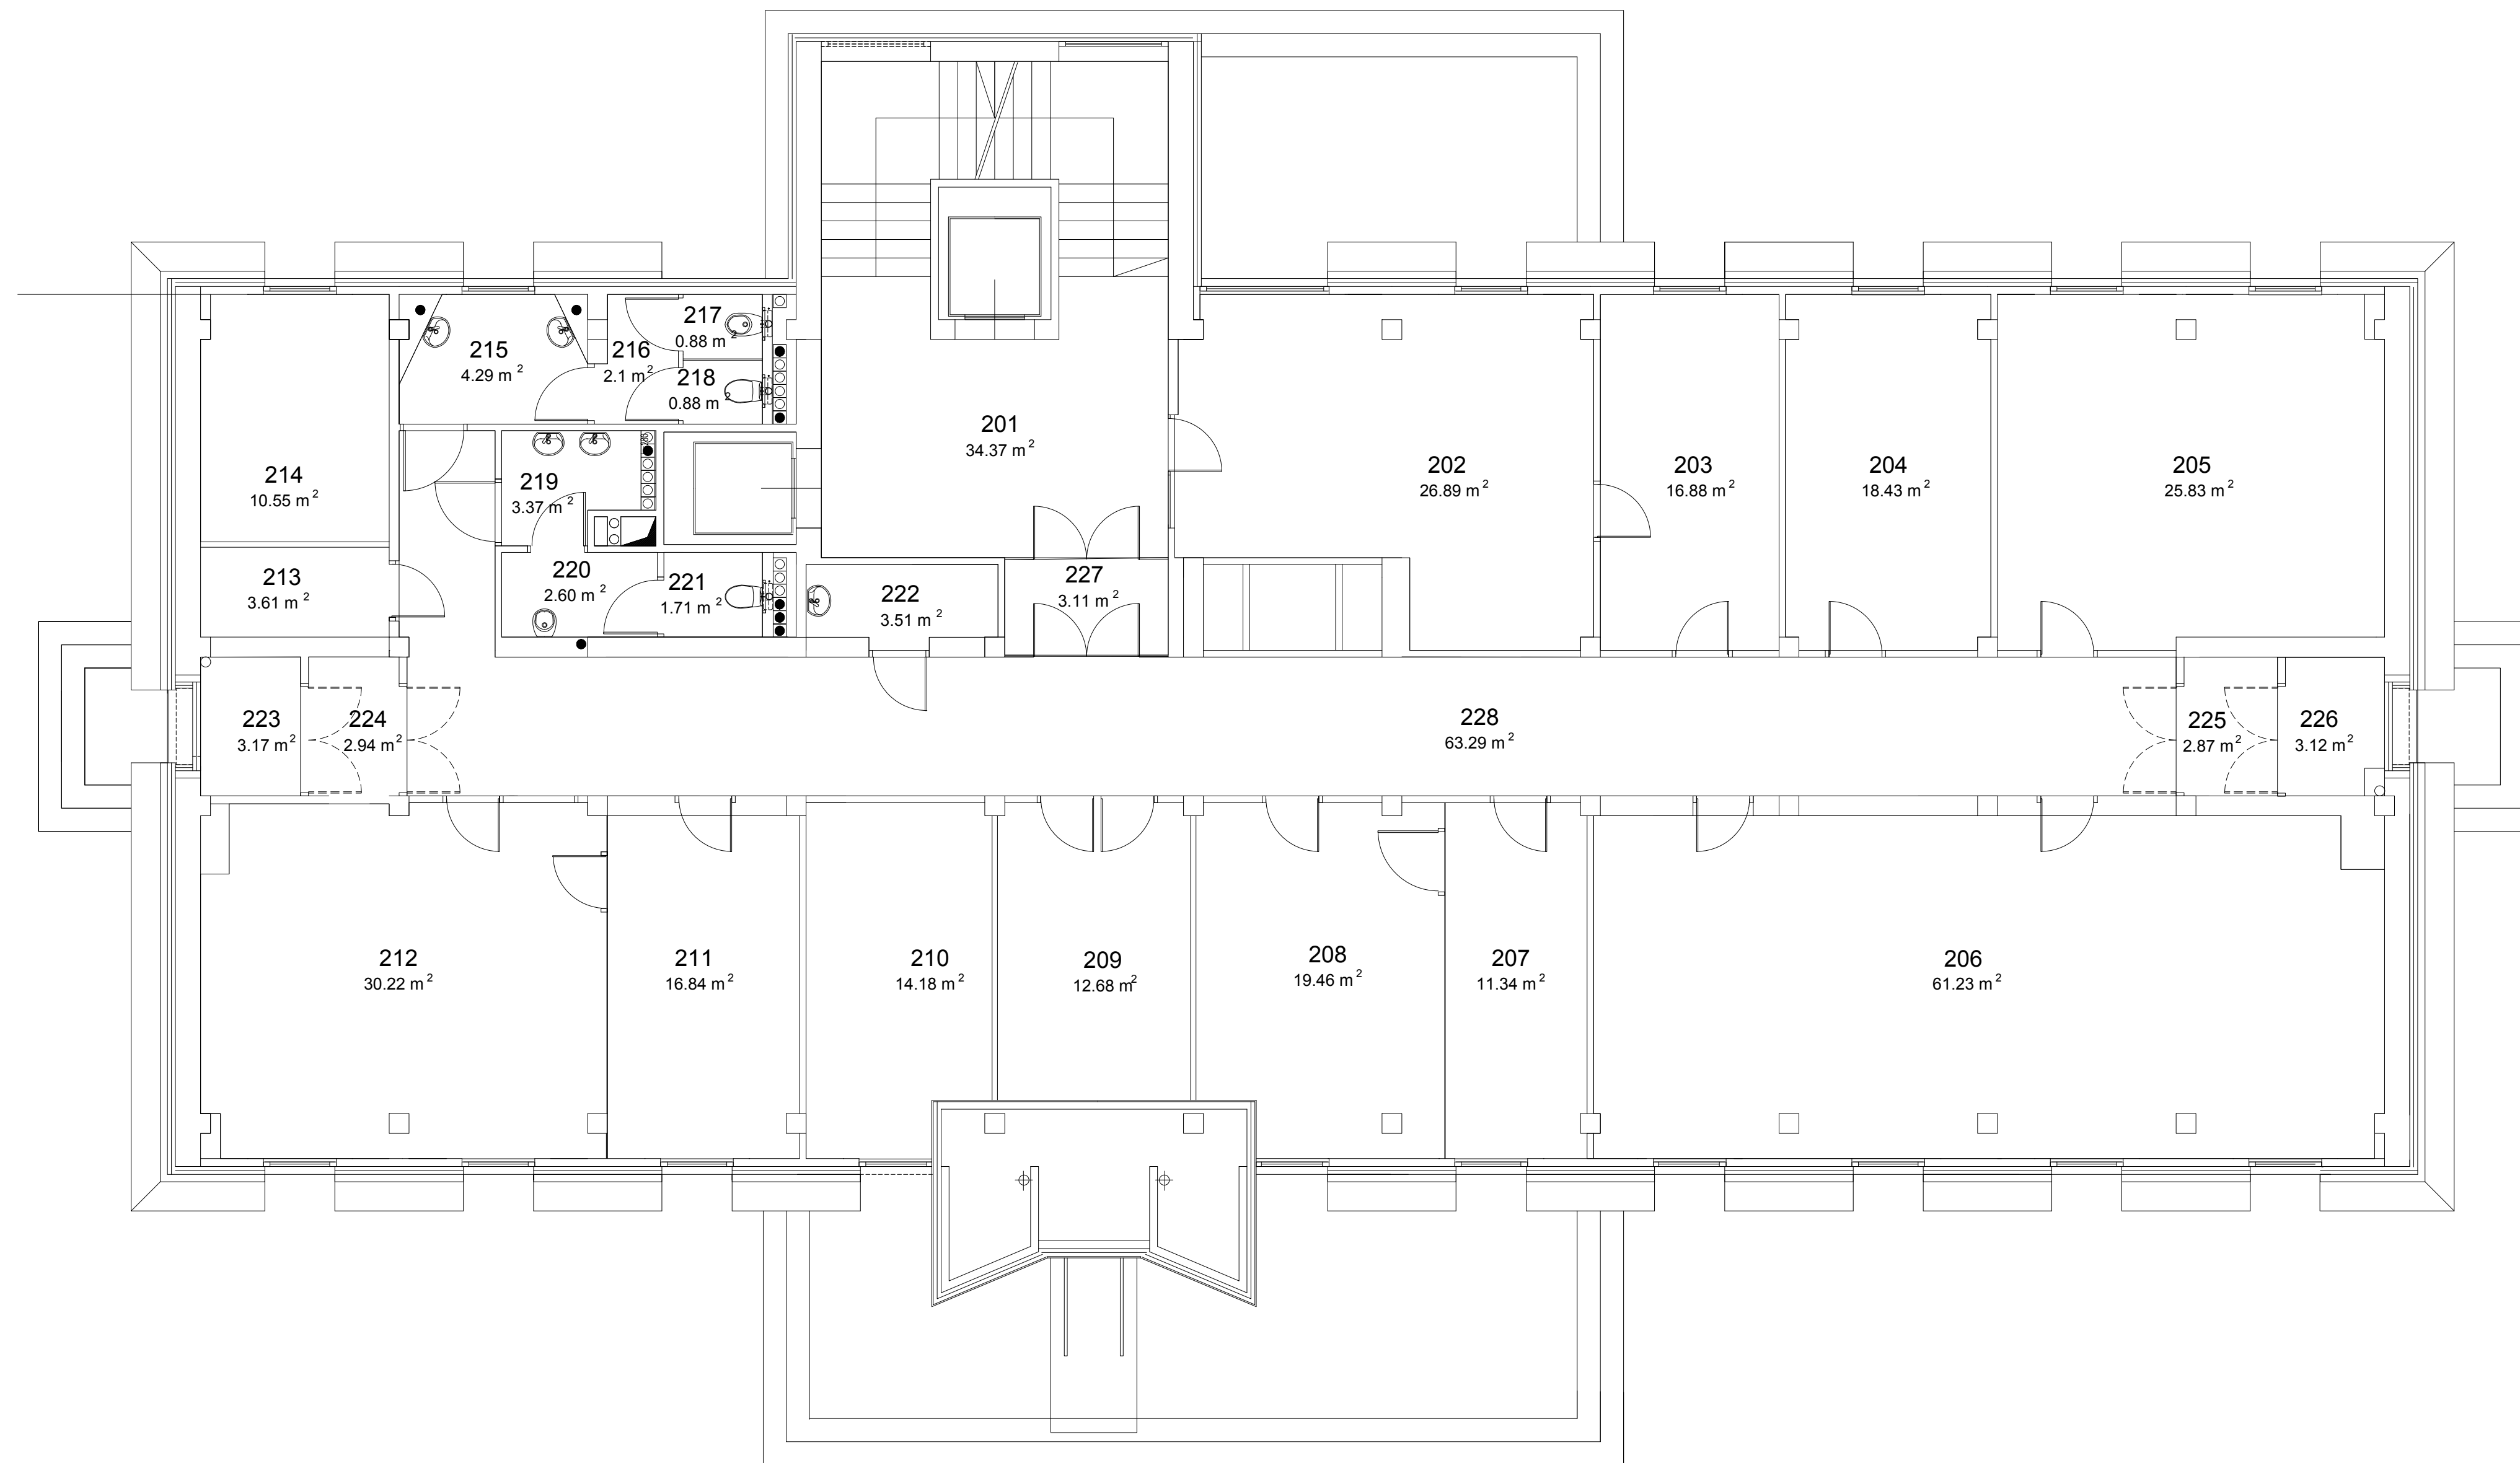 217
0.88 m²
215
4.29 m²
216
2.1 m²
218
0.88 m²
201
34.37 m²
202
26.89 m²
203
16.88 m²
204
18.43 m²
205
25.83 m²
214
10.55 m²
219
3.37 m²
213
3.61 m²
220
2.60 m²
221
1.71 m²
222
3.51 m²
227
3.11 m²
223
3.17 m²
224
2.94 m²
228
63.29 m²
225
2.87 m²
226
3.12 m²
212
30.22 m²
211
16.84 m²
210
14.18 m²
209
12.68 m²
208
19.46 m²
207
11.34 m²
206
61.23 m²